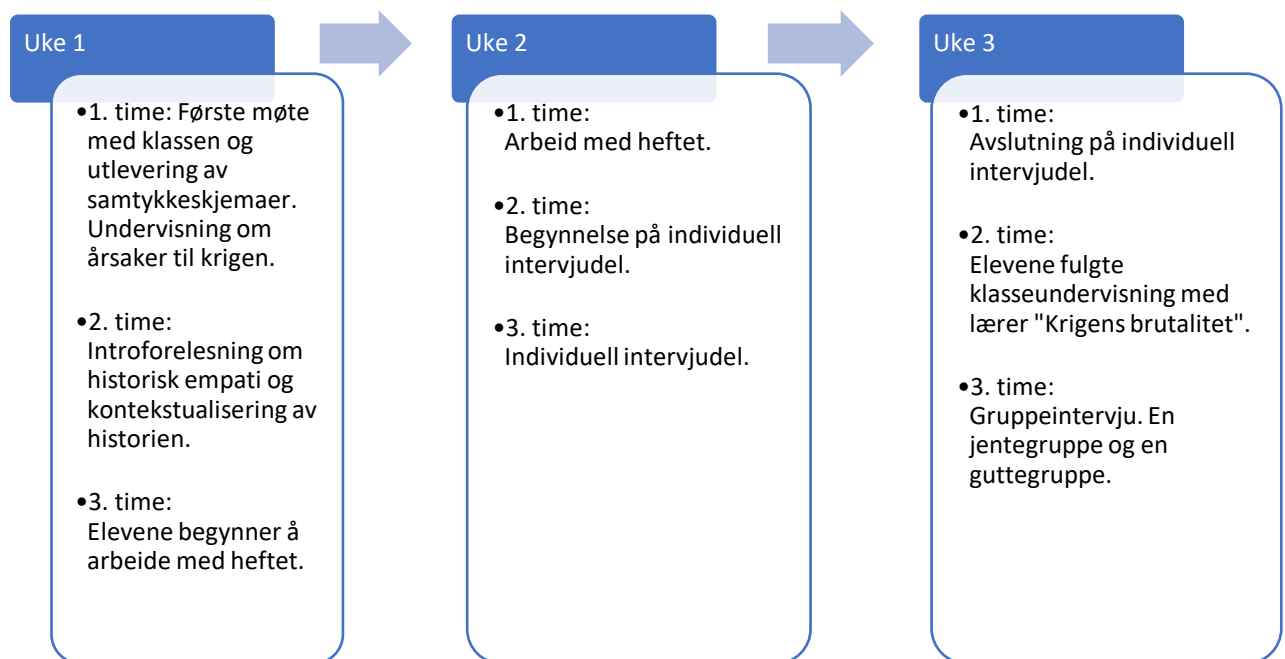 Uke 1
•1. time: Første møte
med klassen og
utlevering av
samtykkeskjemaer.
Undervisning om
årsaker til krigen.
•2. time:
Introforelesning om
historisk empati og
kontekstualisering av
historien.
•3. time:
Elevene begynner å
arbeide med heftet.
Uke 2
•1. time:
Arbeid med heftet.
•2. time:
Begynnelse på individuell
intervjudel.
•3. time:
Individuell intervjudel.
Uke 3
•1. time:
Avslutning på individuell
intervjudel.
•2. time:
Elevene fulgte
klasseundervisning med
lærer "Krigens brutalitet".
•3. time:
Gruppeintervju. En
jentegruppe og en
guttegruppe.